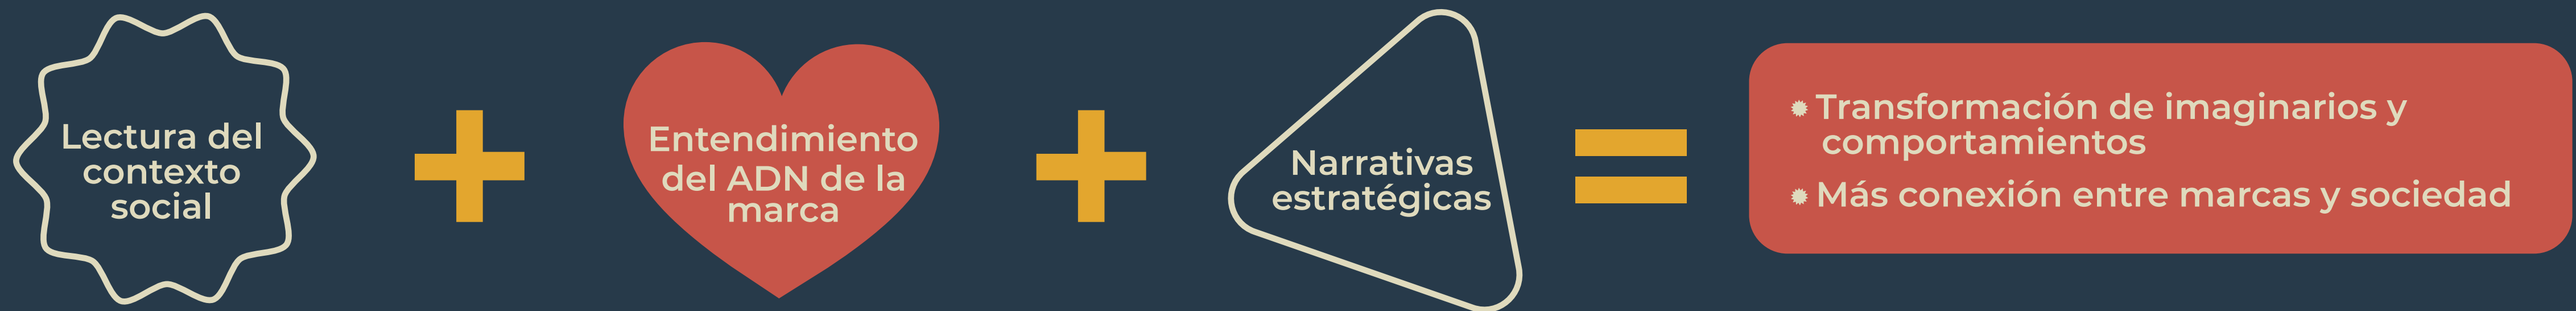 Lectura del
contexto
social
Entendimiento
del ADN de la
marca
Narrativas
estratégicas
Transformación de imaginarios y
comportamientos
Más conexión entre marcas y sociedad